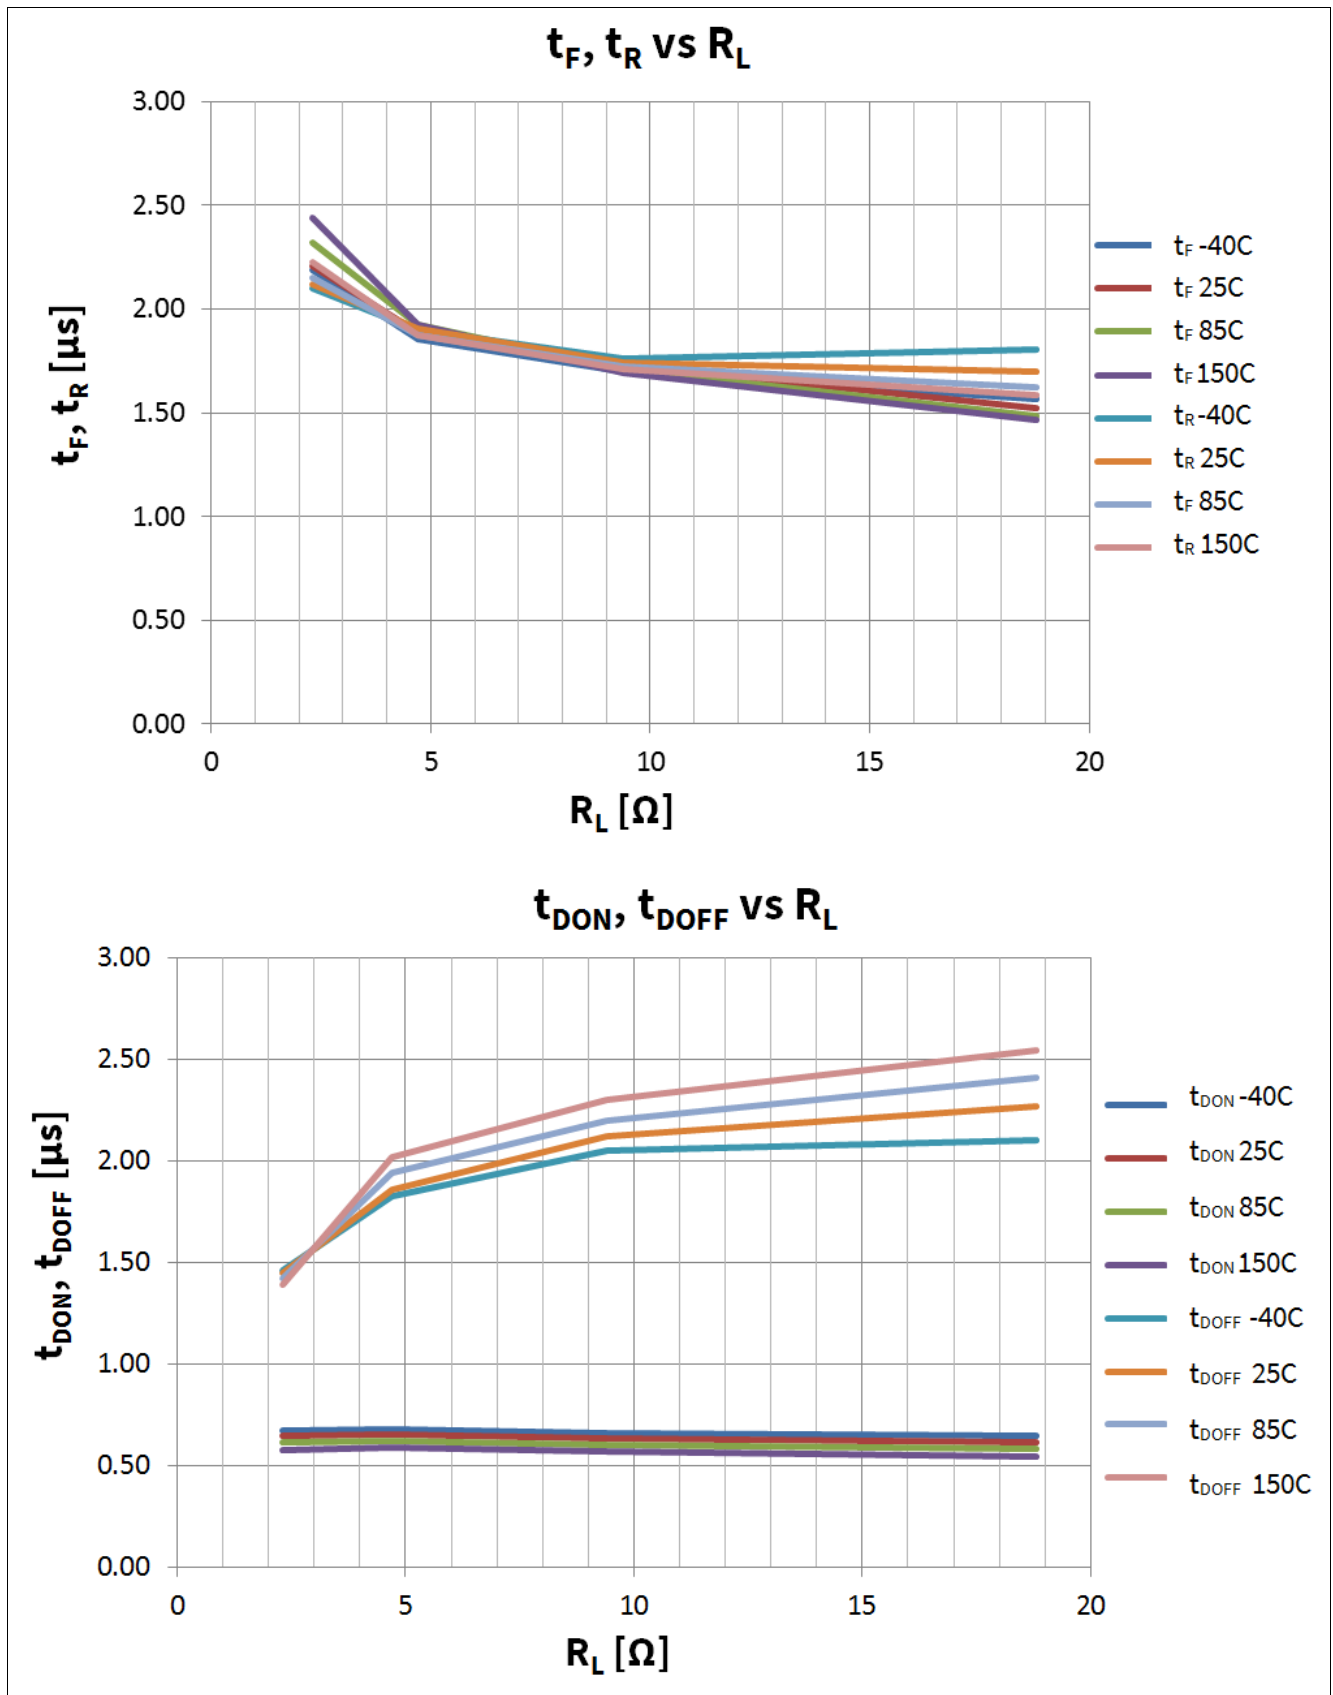 tF, tR vs RL
3.00
2.50
2.00
1.50
1.00
0.50
0.00
tF, tR [µs]
0 5 10 15 20
RL [Ω]
tF -40C
tF 25C
tF 85C
tF 150C
tR -40C
tR 25C
tF 85C
tR 150C
tDON, tDOFF vs RL
3.00
2.50
2.00
1.50
1.00
0.50
0.00
tDON, tDOFF [µs]
0 5 10 15 20
RL [Ω]
tDON -40C
tDON 25C
tDON 85C
tDON 150C
tDOFF -40C
tDOFF 25C
tDOFF 85C
tDOFF 150C